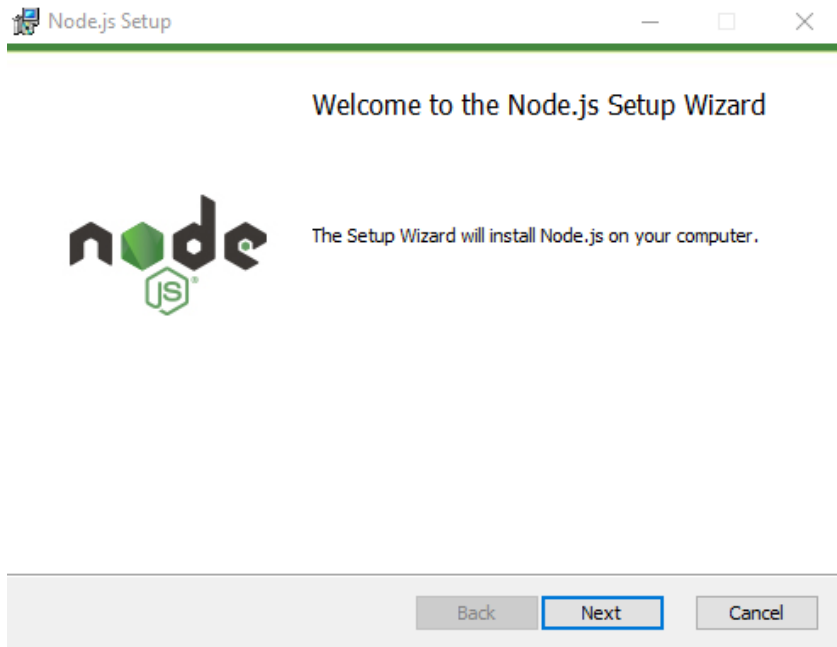 Node.js Setup
Welcome to the Node.js Setup Wizard
node
JS®
The Setup Wizard will install Node.js on your computer.
Back
Next
Cancel